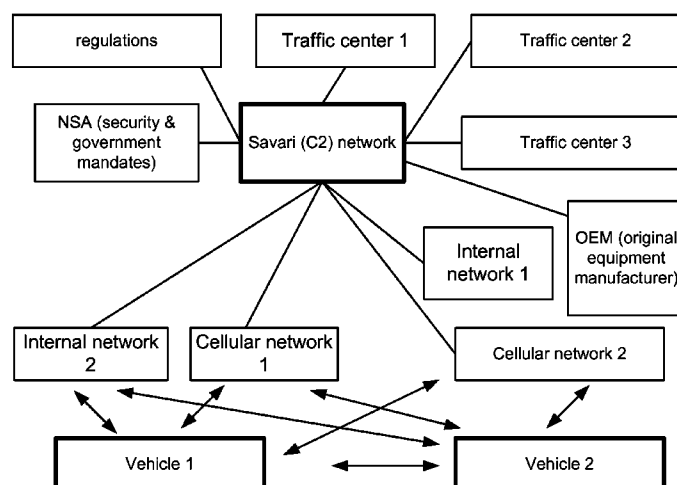 regulations
Traffic center 1
Traffic center 2
NSA (security &
government
mandates)
Savari (C2) network
Traffic center 3
OEM (original
equipment
manufacturer)
Internal
network 1
Internal network
2
Cellular network
1
Cellular network 2
Vehicle 1
Vehicle 2